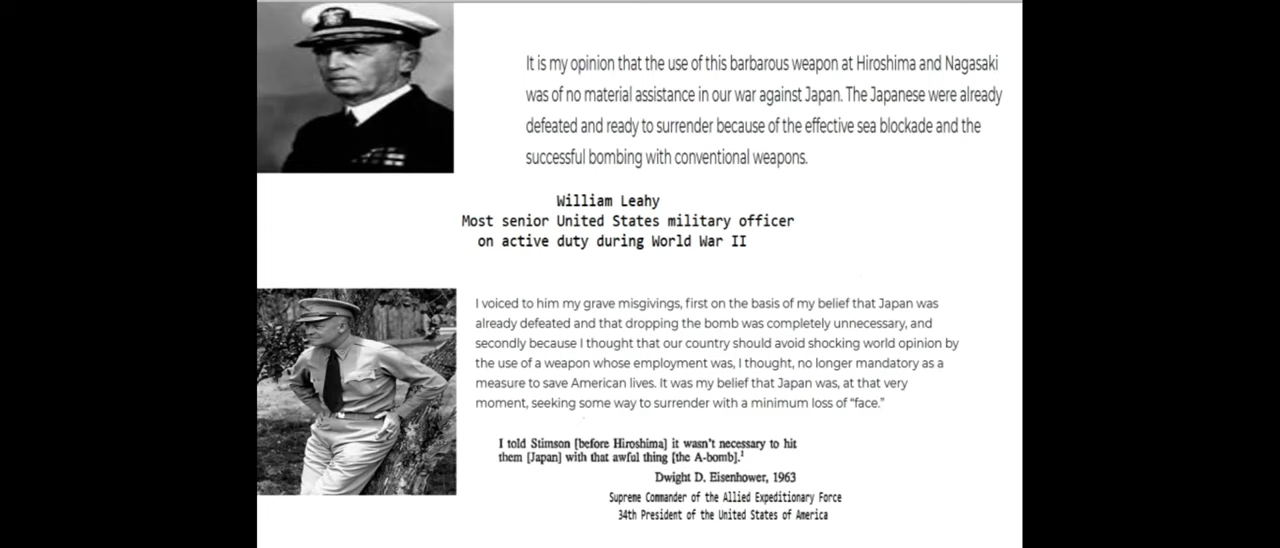 It is my opinion that the use of this barbarous weapon at Hiroshima and Nagasaki
was of no material assistance in our war against Japan. The Japanese were already
defeated and ready to surrender because of the effective sea blockade and the
successful bombing with conventional weapons.
William Leahy
Most senior United States military officer
on active duty during World War II
I voiced to him my grave misgivings, first on the basis of my belief that Japan was
already defeated and that dropping the bomb was completely unnecessary, and
secondly because I thought that our country should avoid shocking world opinion by
the use of a weapon whose employment was, I thought, no longer mandatory as a
measure to save American lives. It was my belief that Japan was, at that very
moment, seeking some way to surrender with a minimum loss of “face.”
I told Stimson [before Hiroshima] it wasn't necessary to hit
them [Japan] with that awful thing [the A-bomb].¹
Dwight D. Eisenhower, 1963
Supreme Commander of the Allied Expeditionary Force
34th President of the United States of America